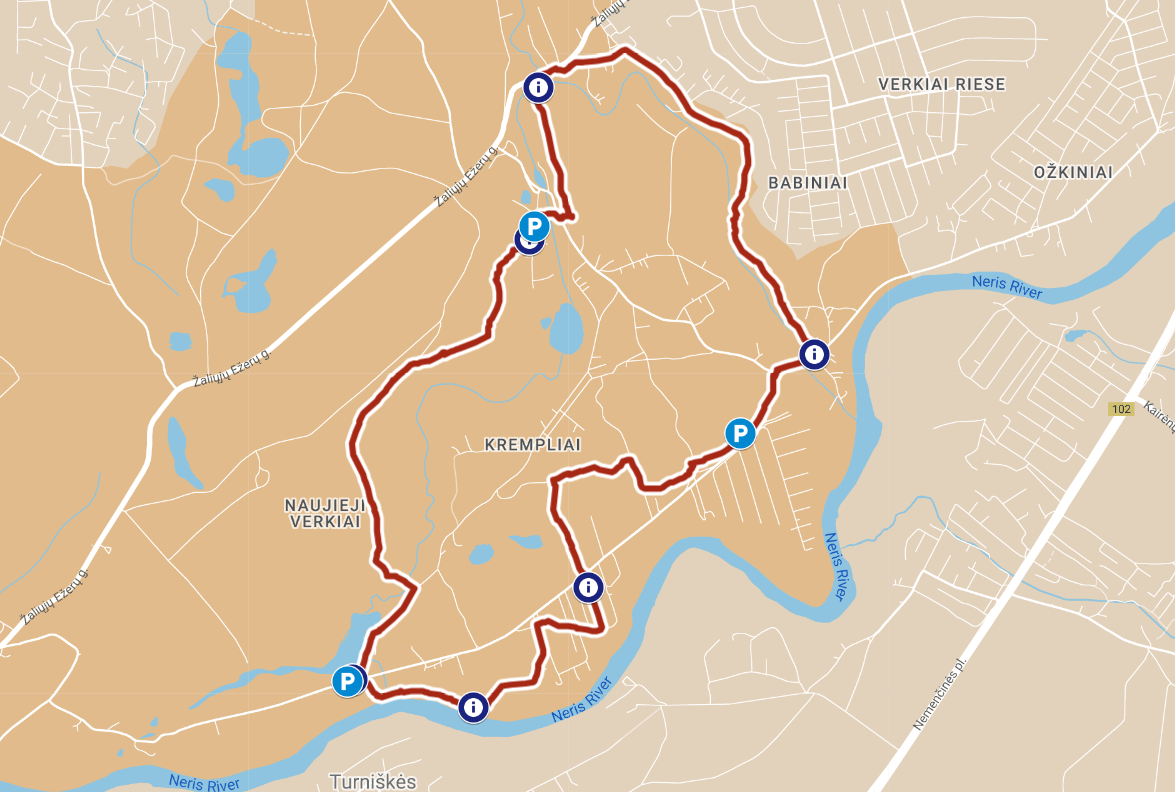 Žaliųjų
VERKIAI RIESE
OŽKINIAI
BABINIAI
Žaliųjų Ežerų g.
Neris River
Žaliųjų Ežerų g.
102
Kairėnų
KREMPLIAI
NAUJIEJI
VERKIAI
Neris River
Žaliųjų Ežerų g.
Nemenčinės pl.
Neris River
Neris River
Turniškės
P
P
P
i
i
i
i